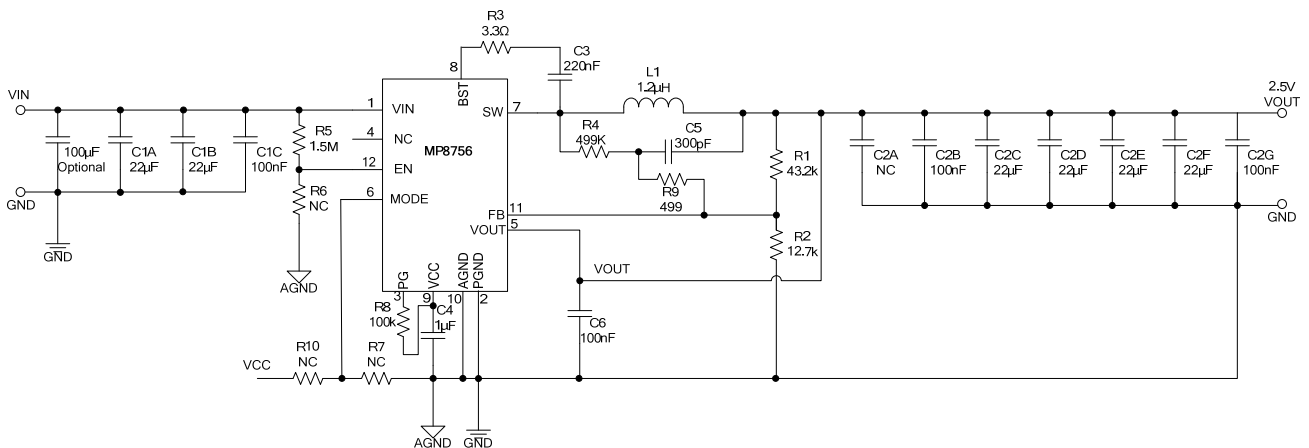 R3
3.3Ω
C3
220nF
8
BST
L1
1.2µH
2.5V
VOUT
VIN
1
VIN
SW
7
4
NC
MP8756
R5
1.5M
R4
499K
C5
300pF
100µF
Optional
C1A
22µF
C1B
22µF
C1C
100nF
12
EN
R1
43.2k
C2A
NC
C2B
100nF
C2C
22µF
C2D
22µF
C2E
22µF
C2F
22µF
C2G
100nF
R6
NC
6
MODE
R9
499
GND
FB
11
VOUT
5
GND
R2
12.7k
GND
AGND
VOUT
PG
VCC
AGND
PGND
3
9
10
2
R8
100k
C4
1µF
C6
100nF
R10
NC
R7
NC
VCC
AGND
GND